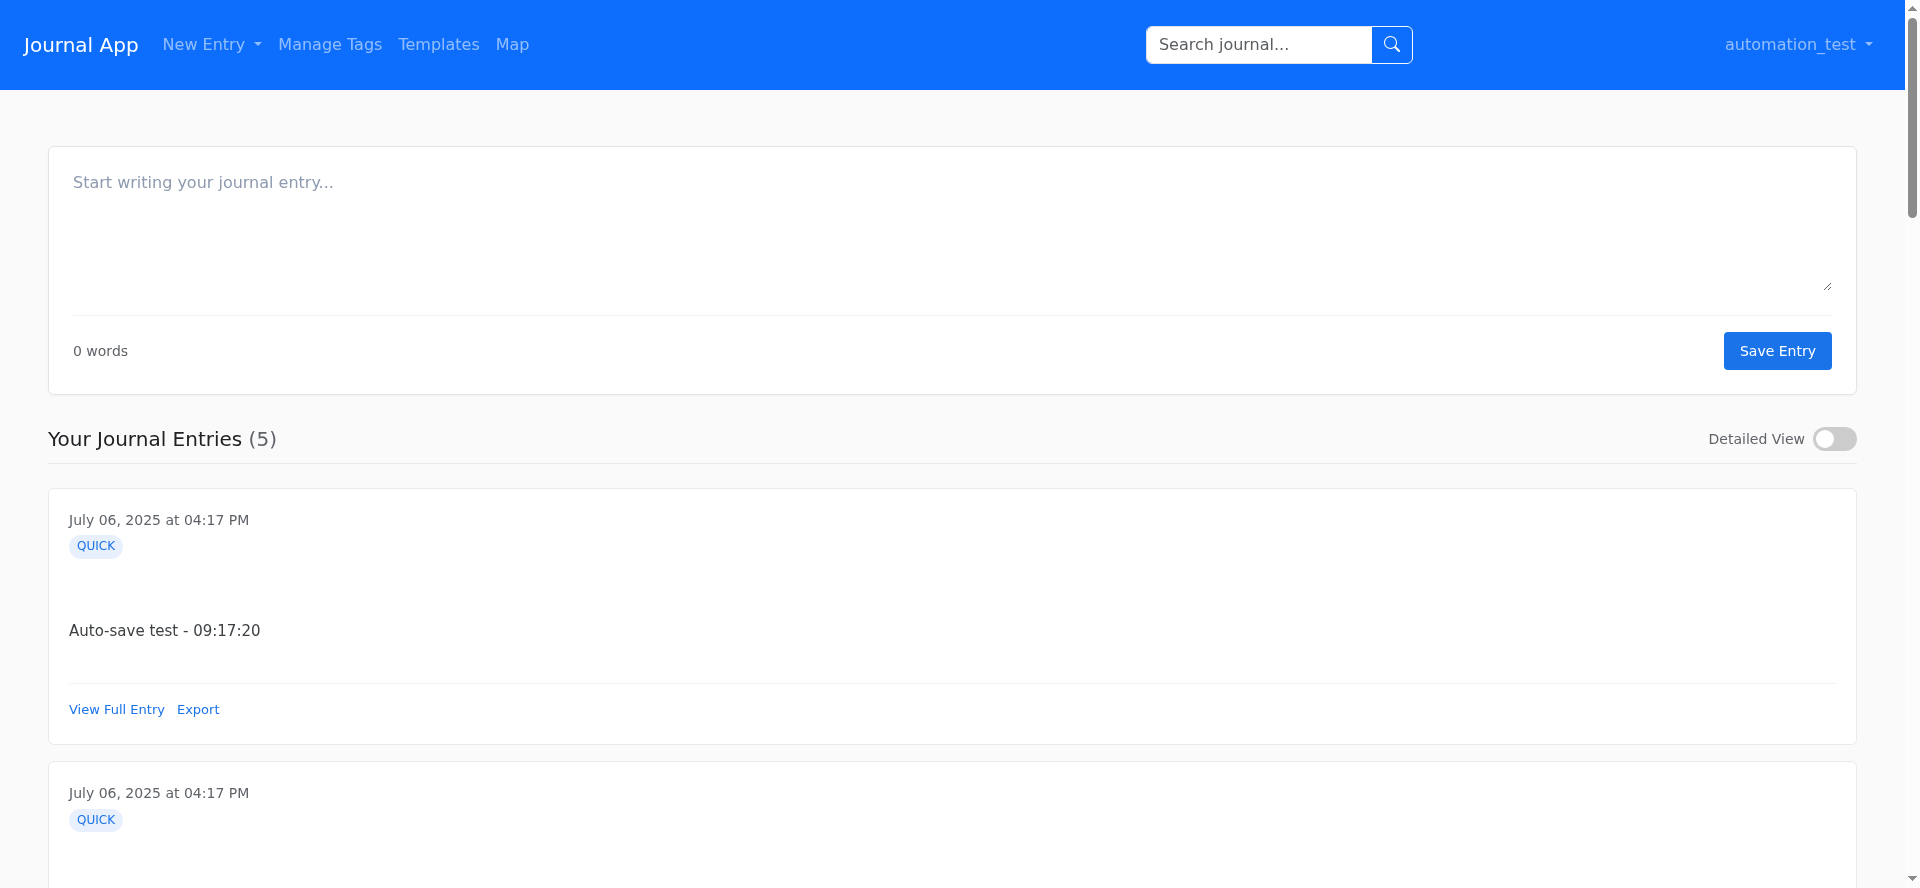 Journal App New Entry Manage Tags Templates Map Search journal... automation_test
Start writing your journal entry...
0 words Save Entry
Your Journal Entries (5) Detailed View
July 06, 2025 at 04:17 PM
QUICK
Auto-save test - 09:17:20
View Full Entry Export
July 06, 2025 at 04:17 PM
QUICK